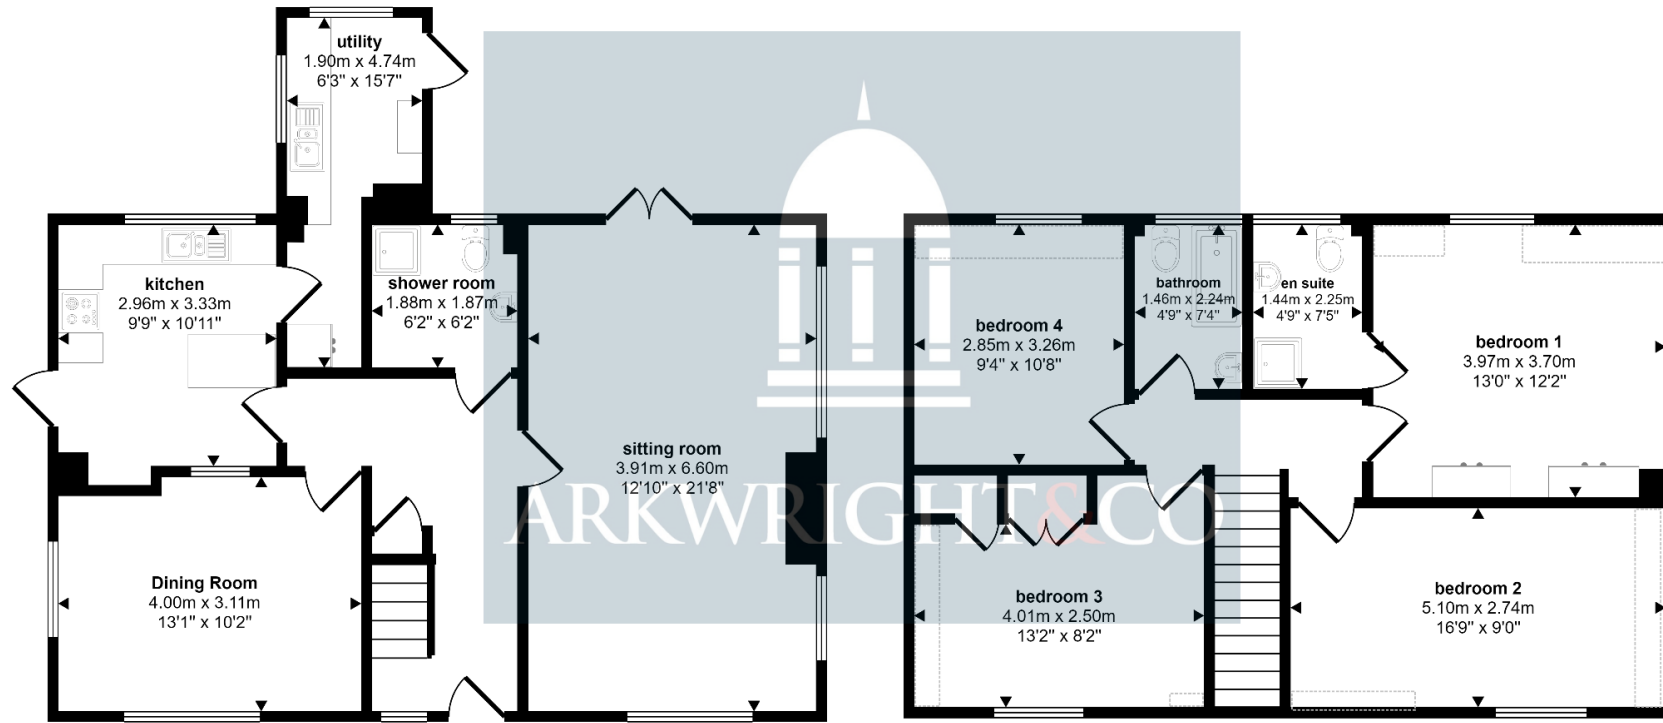 utility
1.90m x 4.74m
6'3" x 15'7"
kitchen
2.96m x 3.33m
9'9" x 10'11"
shower room
1.88m x 1.87m
6'2" x 6'2"
sitting room
3.91m x 6.60m
12'10" x 21'8"
Dining Room
4.00m x 3.11m
13'1" x 10'2"
bedroom 4
2.85m x 3.26m
9'4" x 10'8"
bathroom
1.46m x 2.24m
4'9" x 7'4"
en suite
1.44m x 2.25m
4'9" x 7'5"
bedroom 1
3.97m x 3.70m
13'0" x 12'2"
bedroom 3
4.01m x 2.50m
13'2" x 8'2"
bedroom 2
5.10m x 2.74m
16'9" x 9'0"
ARKWRIGHT&CO